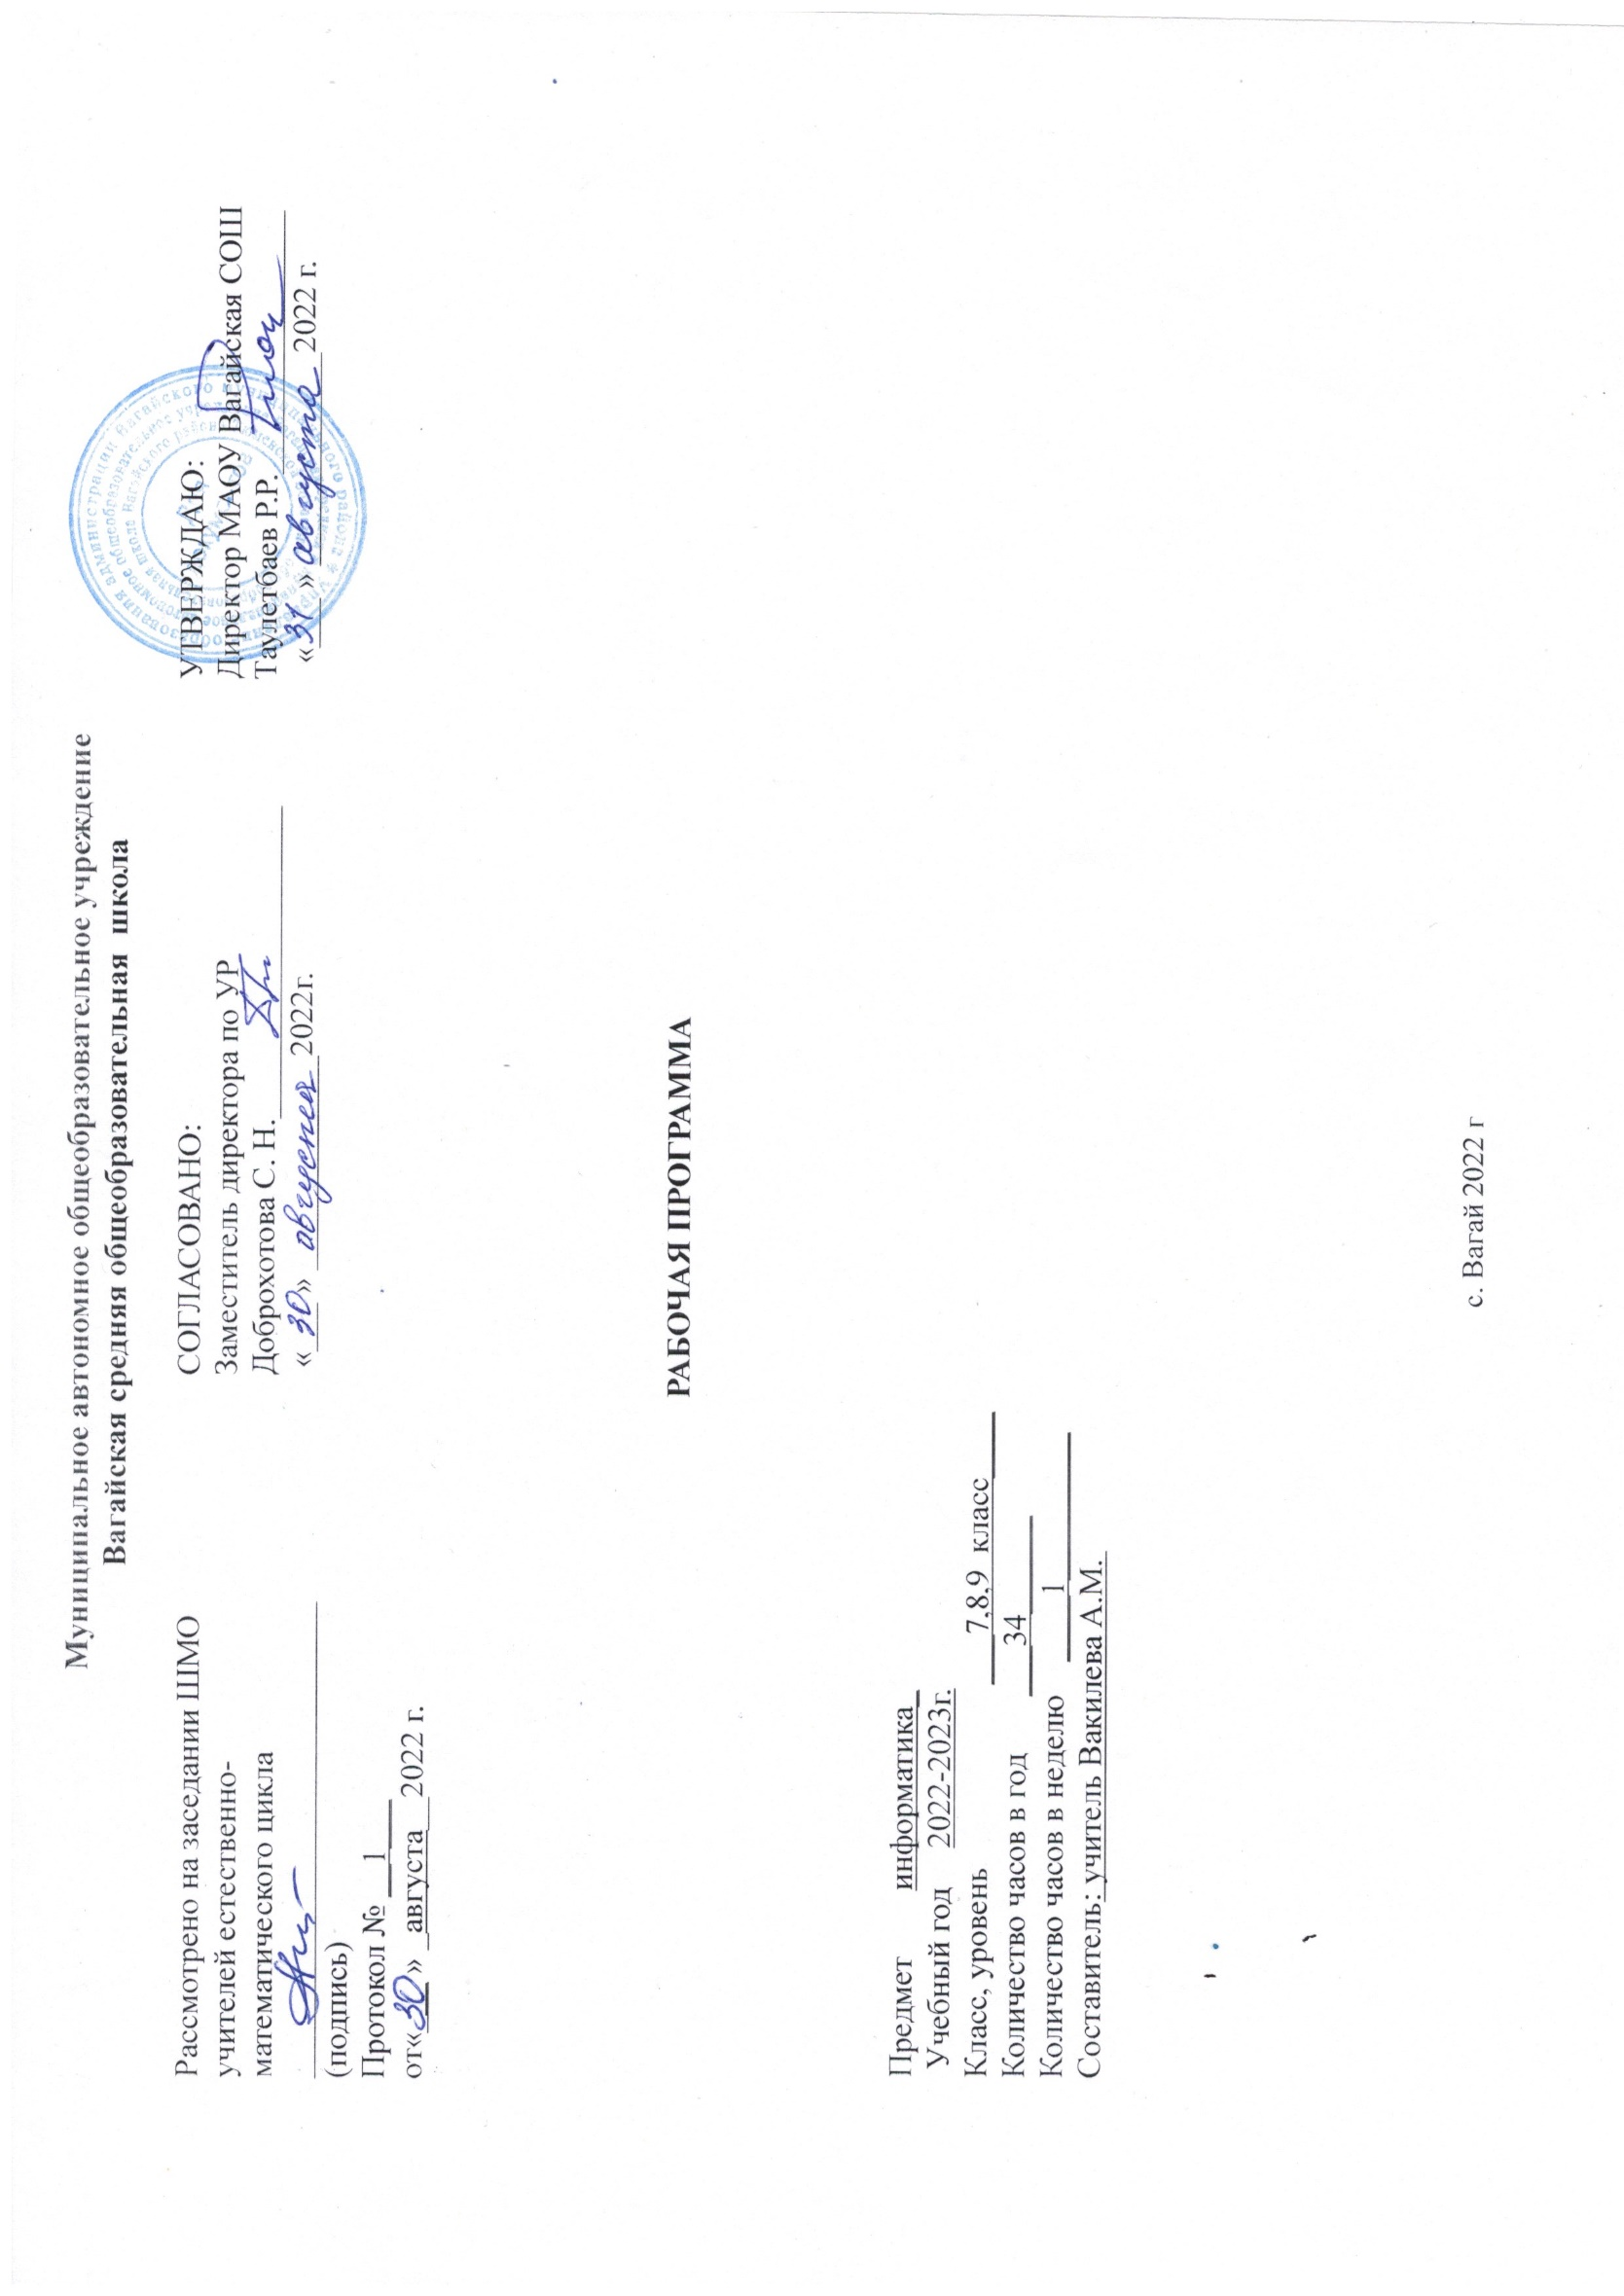 Муниципальное автономное общеобразовательное учреждение
Вагайская средняя общеобразовательная школа
Рассмотрено на заседании ШМО
учителей естественно-
математического цикла
(подпись)
Протокол № 1
от«30» августа 2022 г.
СОГЛАСОВАНО:
Заместитель директора по УР
Доброхотова С. Н.
«30» августа 2022г.
УТВЕРЖДАЮ:
Директор МАОУ Вагайская СОШ
Таулетбаев Р.Р.
«31» августа 2022 г.
РАБОЧАЯ ПРОГРАММА
Предмет информатика
Учебный год 2022-2023г.
Класс, уровень 7,8,9 класс
Количество часов в год 34
Количество часов в неделю 1
Составитель: учитель Вакилева А.М.
с. Вагай 2022 г